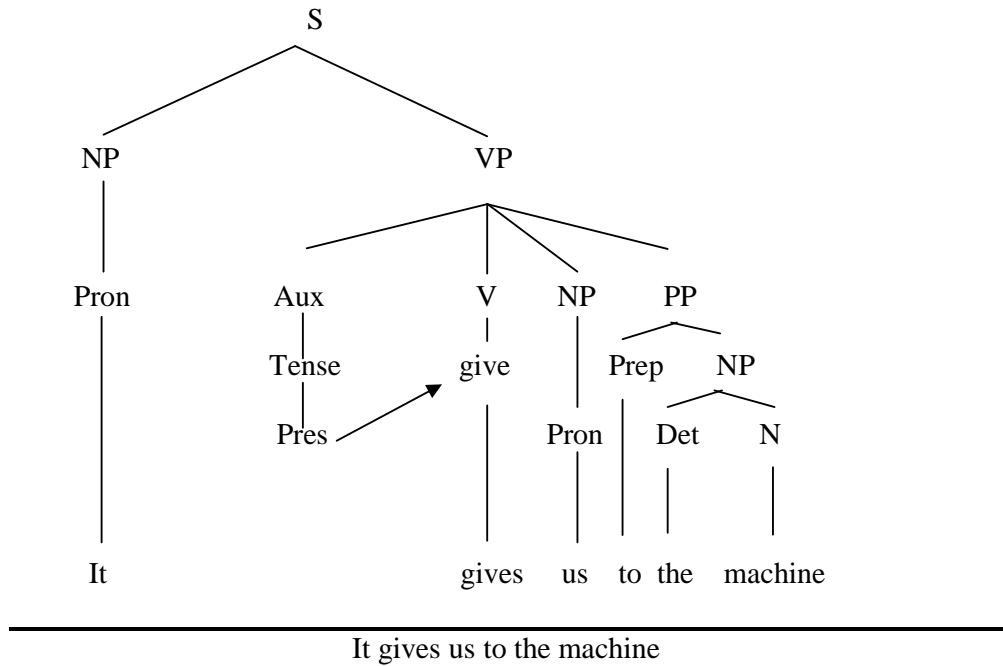 S
NP VP
Pron Aux V NP PP
Tense give Prep NP
Pres Pron Det N
It gives us to the machine
It gives us to the machine